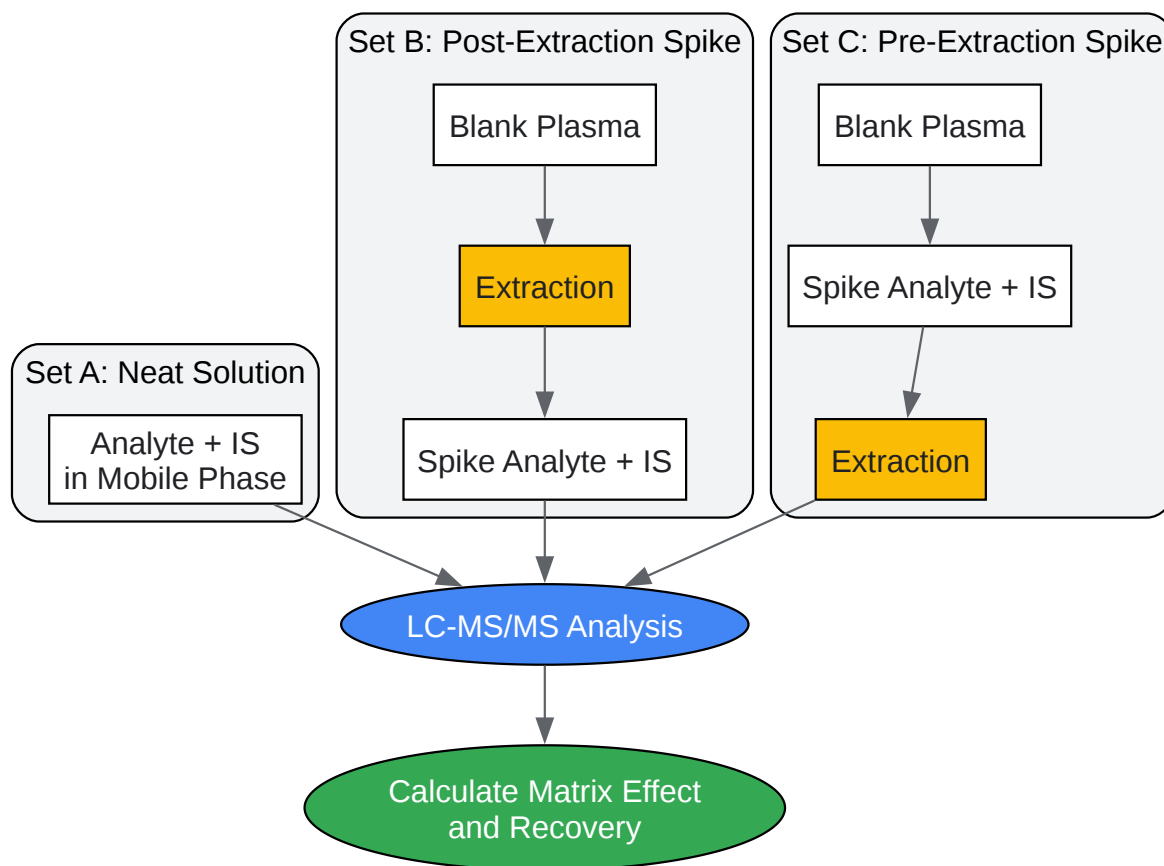 Set B: Post-Extraction Spike
Blank Plasma
Extraction
Spike Analyte + IS
Set C: Pre-Extraction Spike
Blank Plasma
Spike Analyte + IS
Extraction
Set A: Neat Solution
Analyte + IS
in Mobile Phase
LC-MS/MS Analysis
Calculate Matrix Effect
and Recovery